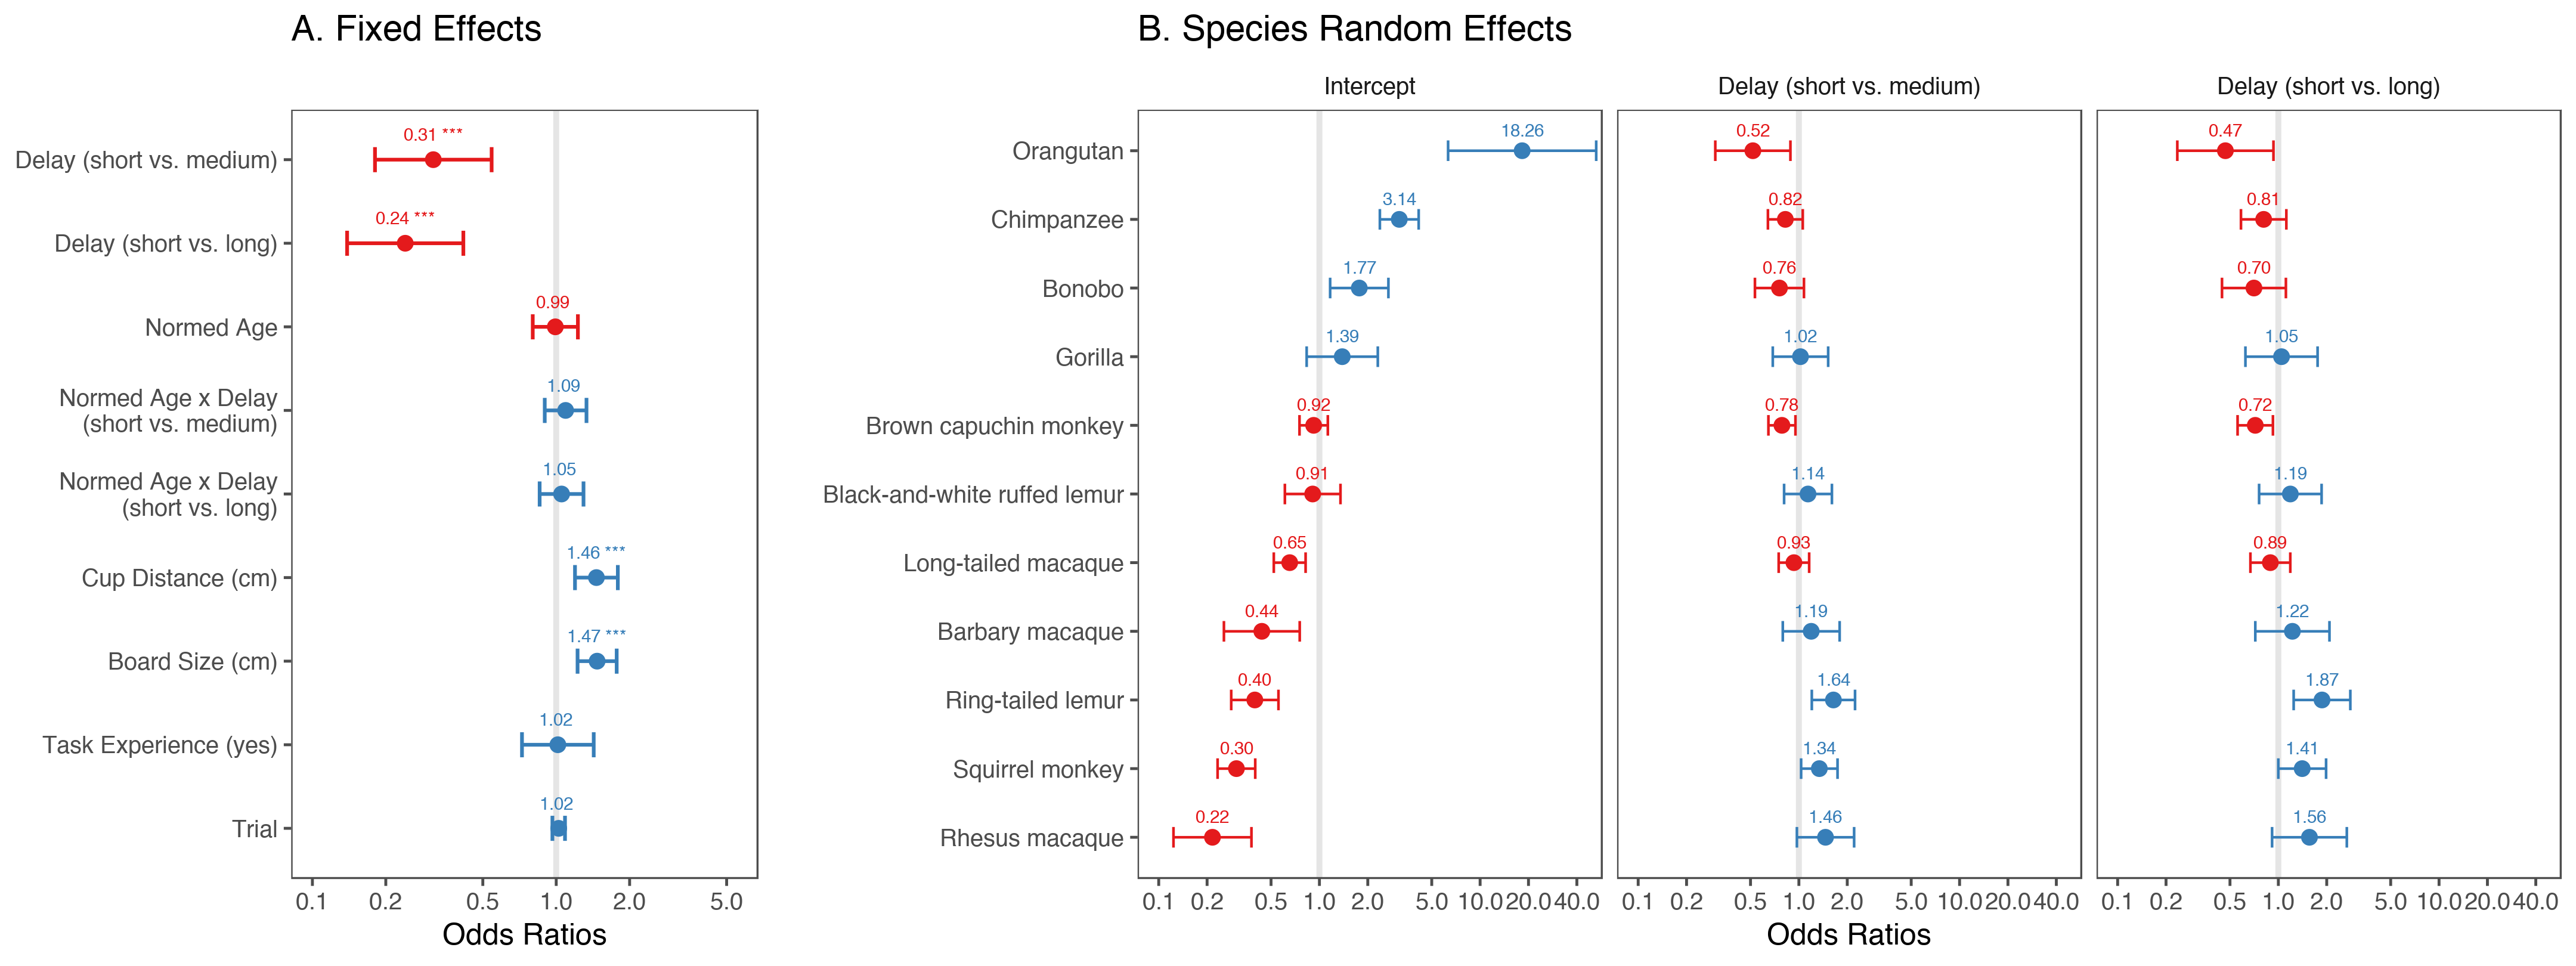 A. Fixed Effects
Delay (short vs. medium)
0.31 ***
Delay (short vs. long)
0.24 ***
Normed Age
0.99
Normed Age x Delay
(short vs. medium)
1.09
Normed Age x Delay
(short vs. long)
1.05
Cup Distance (cm)
1.46 ***
Board Size (cm)
1.47 ***
Task Experience (yes)
1.02
Trial
1.02
0.1 0.2 0.5 1.0 2.0 5.0
Odds Ratios
B. Species Random Effects
Intercept Delay (short vs. medium) Delay (short vs. long)
Orangutan 18.26 0.52 0.47
Chimpanzee 3.14 0.82 0.81
Bonobo 1.77 0.76 0.70
Gorilla 1.39 1.02 1.05
Brown capuchin monkey 0.92 0.78 0.72
Black-and-white ruffed lemur 0.91 1.14 1.19
Long-tailed macaque 0.65 0.93 0.89
Barbary macaque 0.44 1.19 1.22
Ring-tailed lemur 0.40 1.64 1.87
Squirrel monkey 0.30 1.34 1.41
Rhesus macaque 0.22 1.46 1.56
0.1 0.2 0.5 1.0 2.0 5.0 10.0 20.0 40.0 0.1 0.2 0.5 1.0 2.0 5.0 10.0 20.0 40.0 0.1 0.2 0.5 1.0 2.0 5.0 10.0 20.0 40.0
Odds Ratios